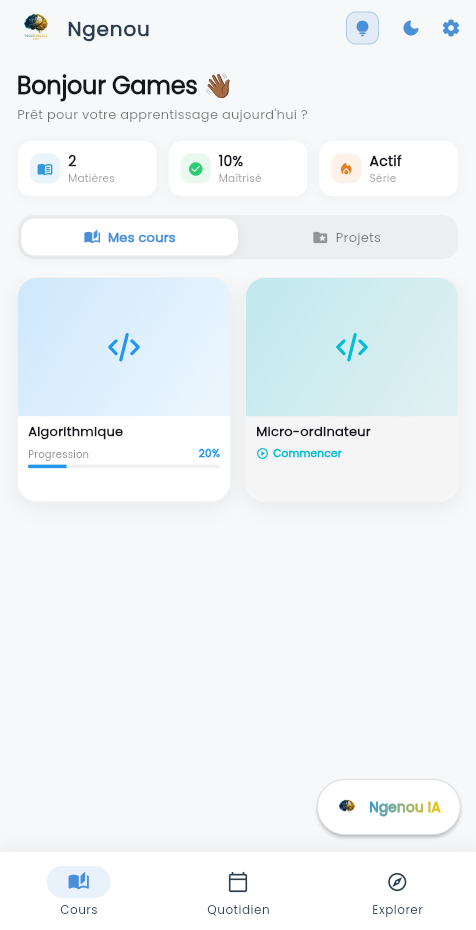 Ngenou
Bonjour Games 👋🏾
Prêt pour votre apprentissage aujourd'hui ?
2
Matières
10%
Maîtrisé
Actif
Série
Mes cours
Projets
Algorithmique
Progression 20%
Micro-ordinateur
Commencer
Ngenou IA
Cours
Quotidien
Explorer